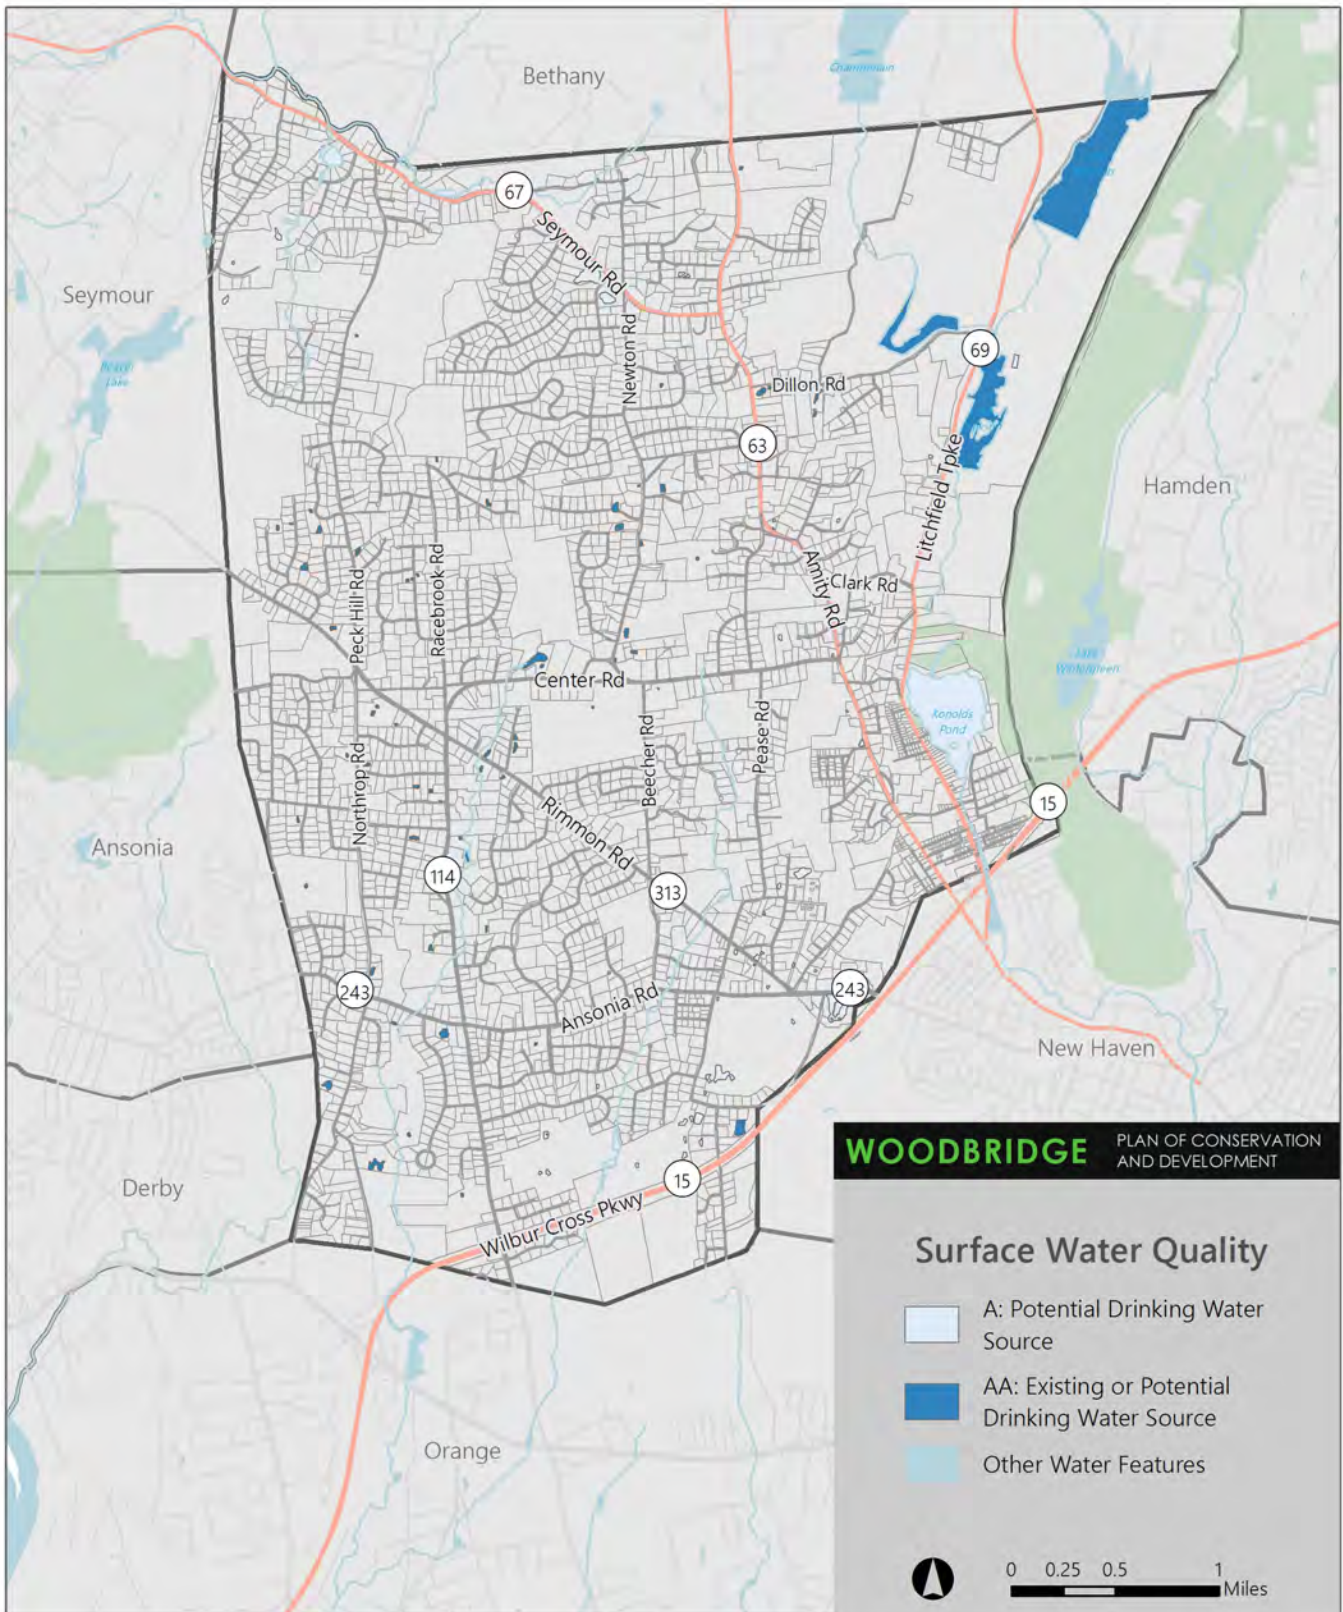 Bethany
67
Seymour Rd
Seymour
Newton Rd
69
Dillon Rd
63
Litchfield Tpke
Hamden
Amity Rd
Clark Rd
Peck Hill Rd
Racebrook Rd
Lake
Center Rd
Konolds
Pond
Beecher Rd
Pease Rd
Northrop Rd
Rimmon Rd
15
Ansonia
114
313
243
Ansonia Rd
243
New Haven
Derby
15
Wilbur Cross Pkwy
Orange
WOODBRIDGE
PLAN OF CONSERVATION
AND DEVELOPMENT
Surface Water Quality
A: Potential Drinking Water
Source
AA: Existing or Potential
Drinking Water Source
Other Water Features
0 0.25 0.5 1
Miles